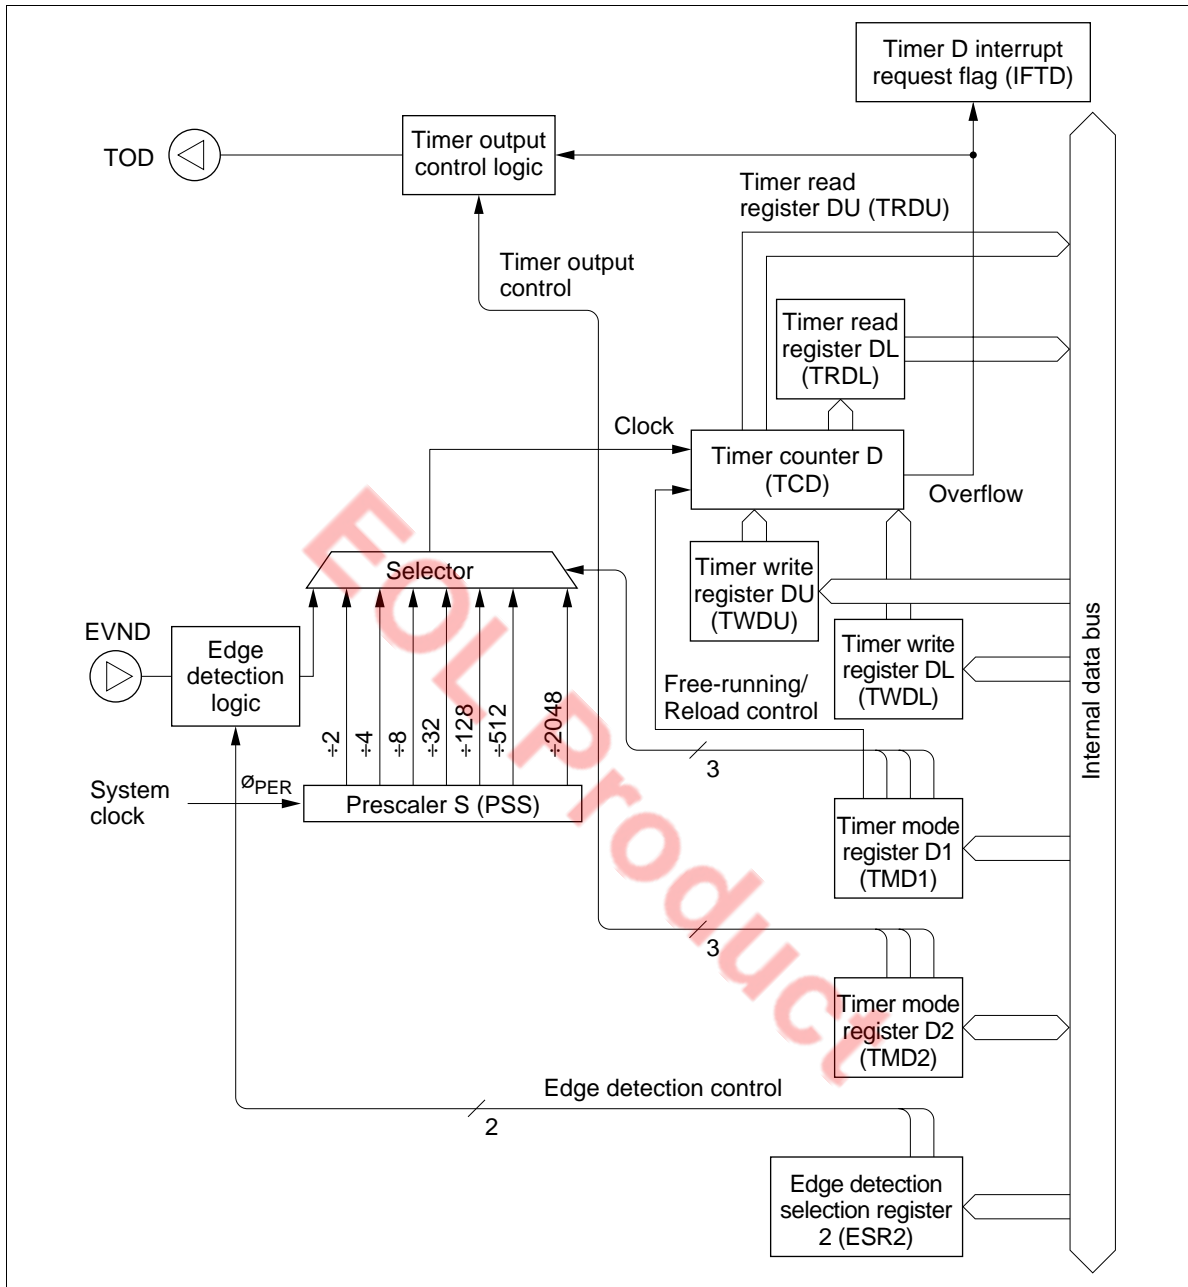 Timer D interrupt
request flag (IFTD)
Timer output
control logic
TOD
Timer read
register DU (TRDU)
Timer output
control
Timer read
register DL
(TRDL)
Clock
Timer counter D
(TCD)
Overflow
Selector
Timer write
register DU
(TWDU)
EVND
Edge
detection
logic
Timer write
register DL
(TWDL)
Free-running/
Reload control
Internal data bus
÷2
÷4
÷8
÷32
÷128
÷512
÷2048
3
System
clock
øPER
Prescaler S (PSS)
Timer mode
register D1
(TMD1)
3
Timer mode
register D2
(TMD2)
Edge detection control
2
Edge detection
selection register
2 (ESR2)
EOL Product